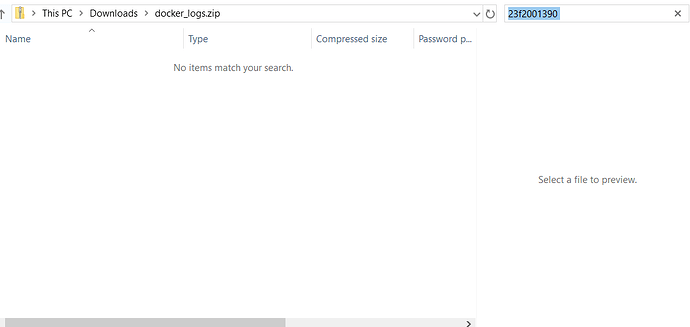 This PC > Downloads > docker_logs.zip
23f2001390
Name Type Compressed size Password p...
No items match your search.
Select a file to preview.